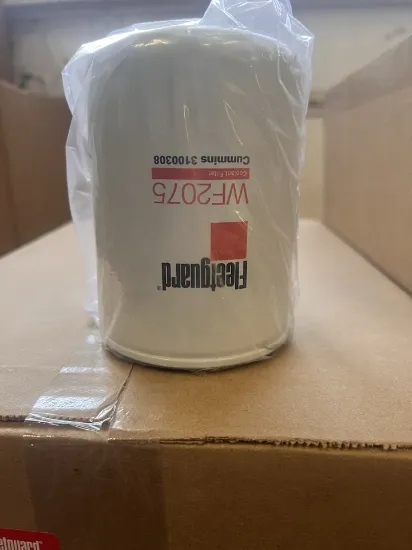 Fleetguard®
WF2075
Coolant Filter
Cummins 3100308